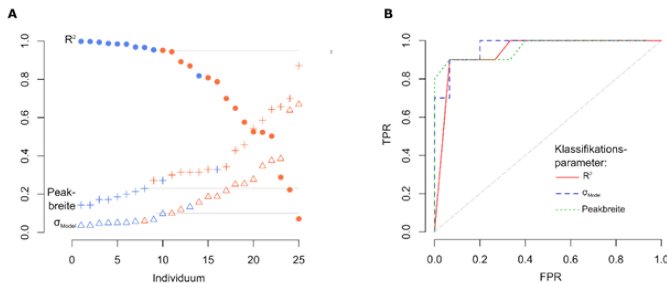 A
R²
Peak-
breite
σModel
0.0
0.2
0.4
0.6
0.8
1.0
0
5
10
15
20
25
Individuum
B
TPR
0.0
0.2
0.4
0.6
0.8
1.0
Klassifikations-
parameter:
R²
σModel
Peakbreite
0.0
0.2
0.4
0.6
0.8
1.0
FPR